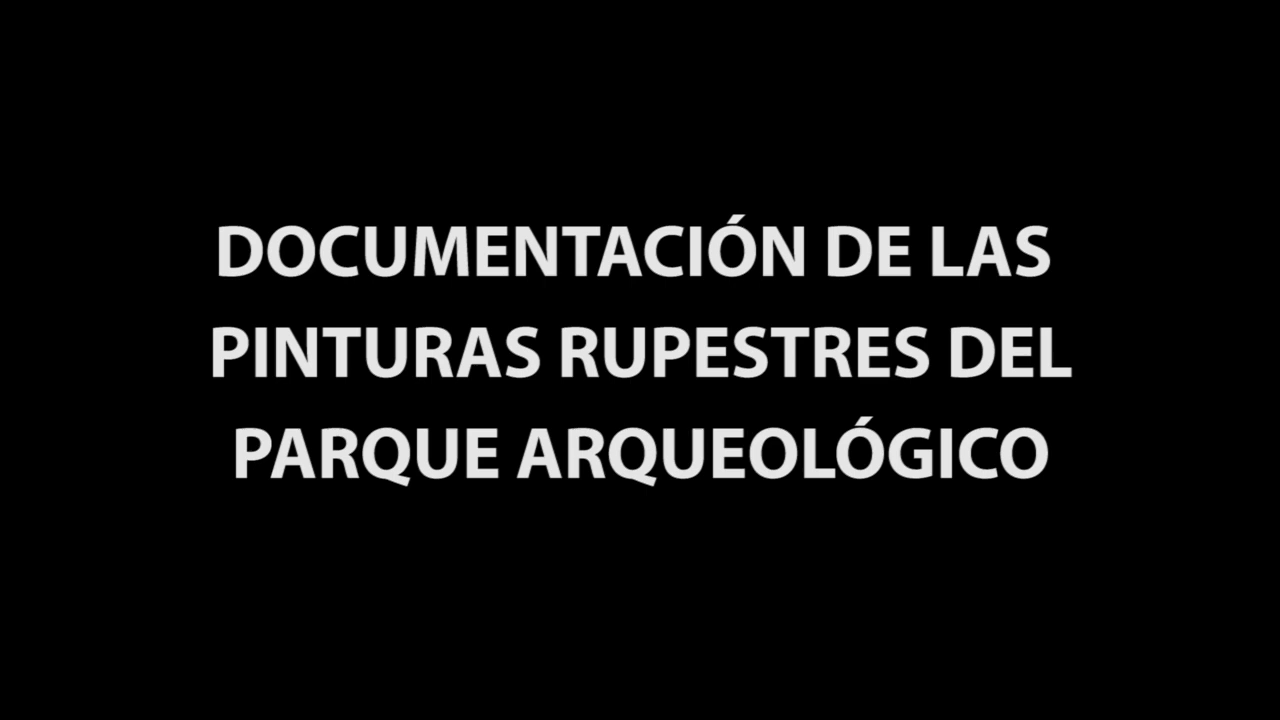 DOCUMENTACIÓN DE LAS
PINTURAS RUPESTRES DEL
PARQUE ARQUEOLÓGICO